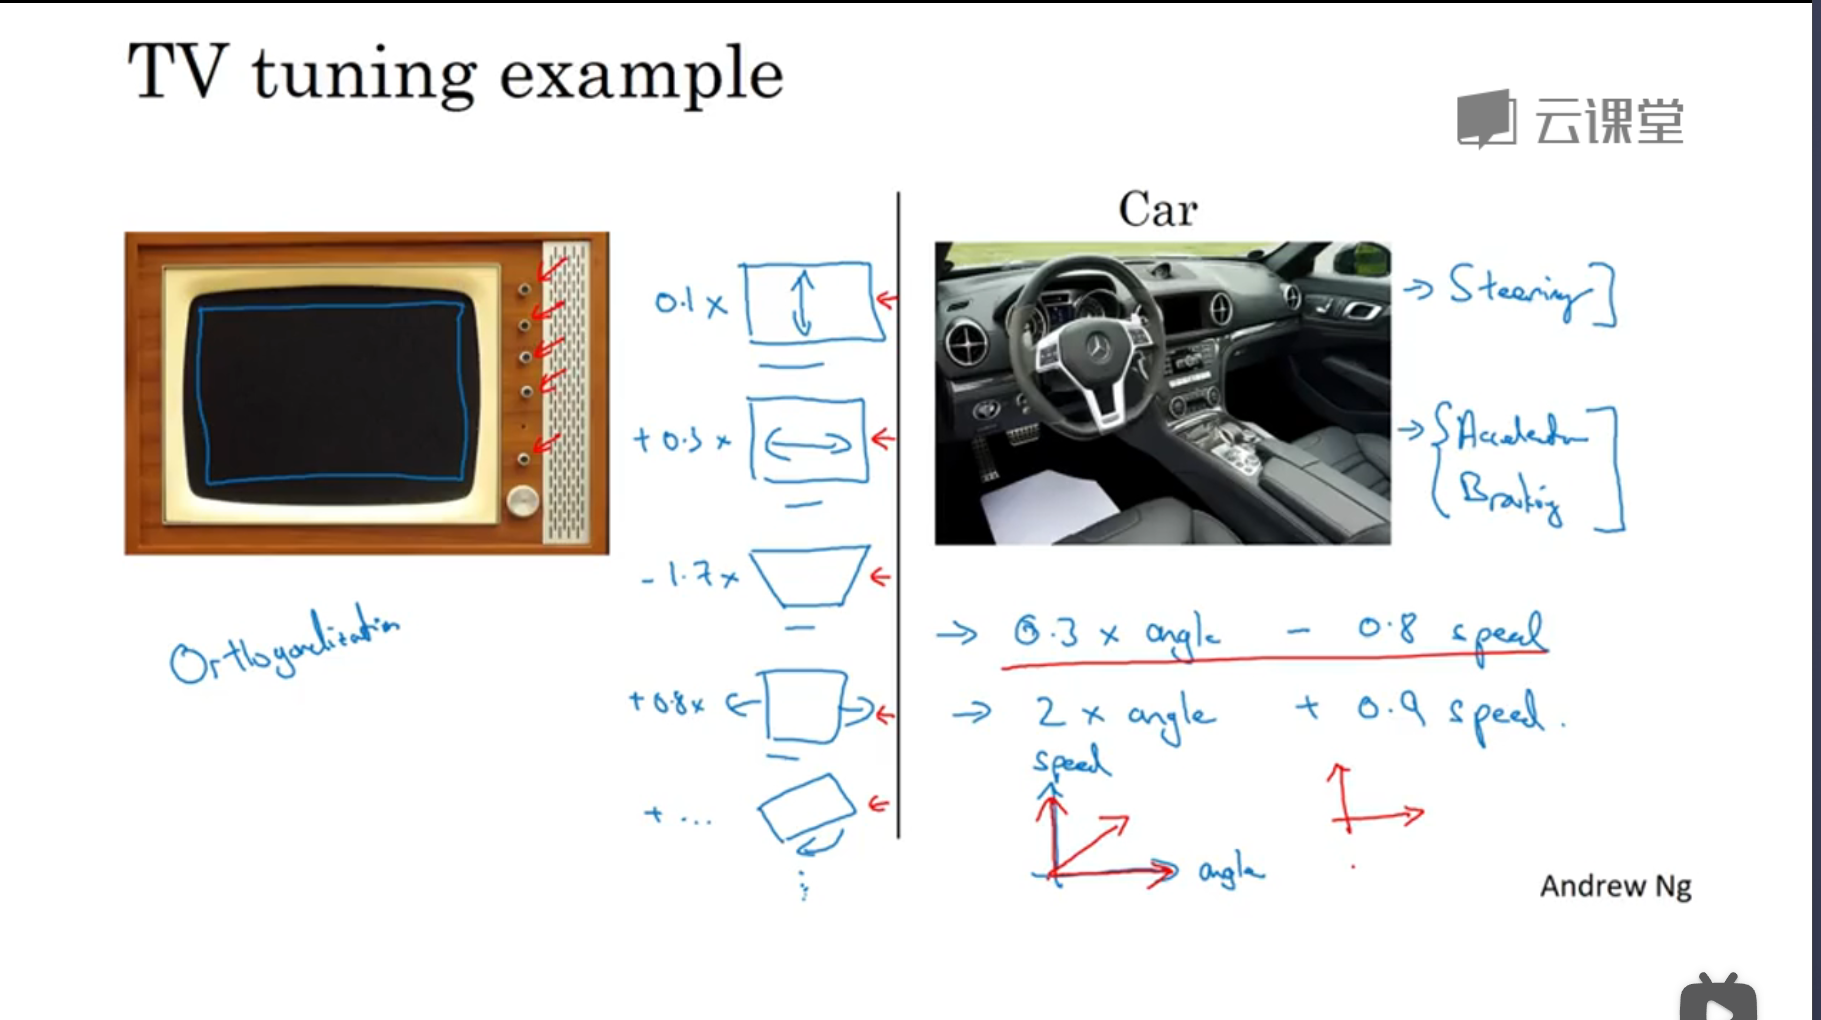 TV tuning example
云课堂
Car
0.1 x
+ 0.3 x
- 1.7 x
+ 0.8 x
+ ...
Orthogonalization
→ Steering
→ { Accelerator
Braking
→ 0.3 x angle - 0.8 speed
→ 2 x angle + 0.9 speed.
speed
angle
Andrew Ng